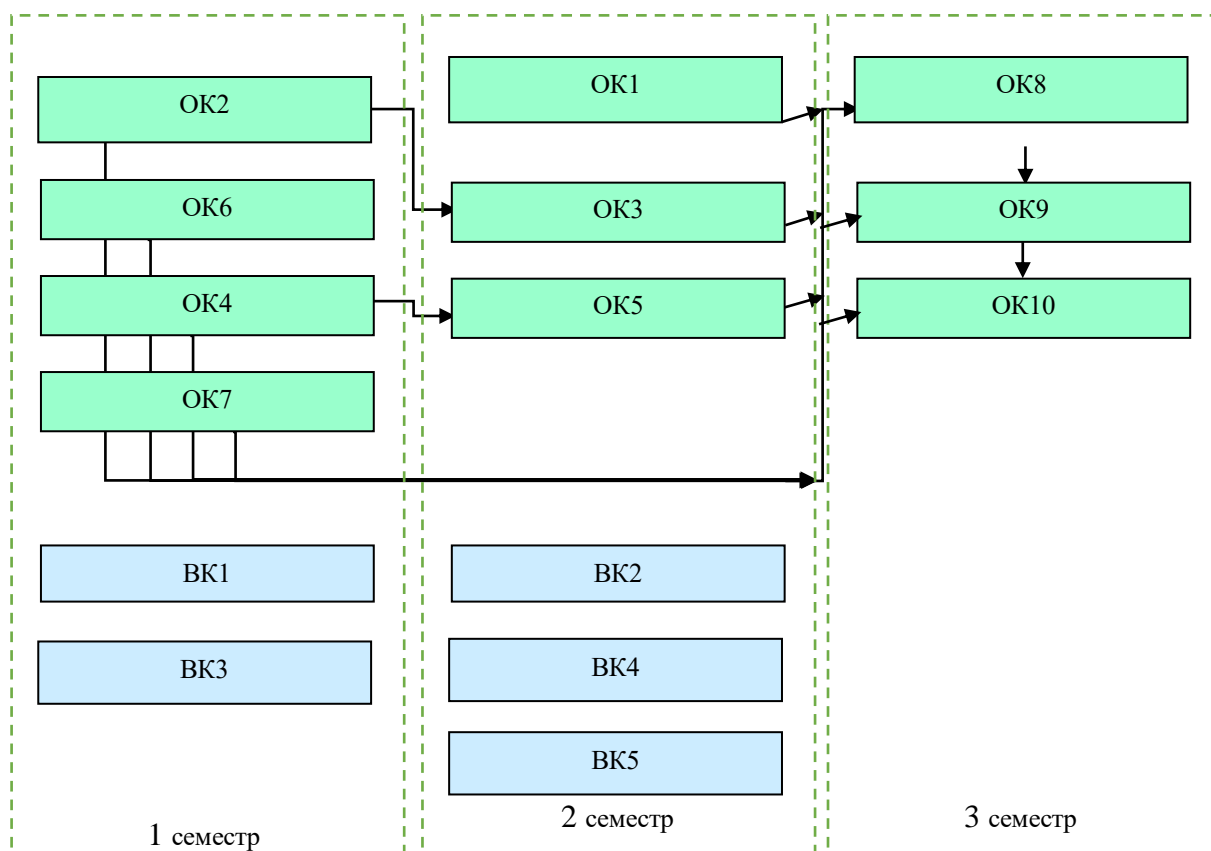 ОК2
ОК6
ОК4
ОК7
ВК1
ВК3
1 семестр
ОК1
ОК3
ОК5
ВК2
ВК4
ВК5
2 семестр
ОК8
ОК9
ОК10
3 семестр